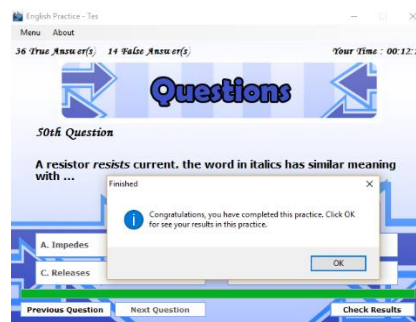 English Practice - Tes
Menu About
36 True Answer(s) 14 False Answer(s) Your Time : 00:12:
Questions
50th Question
A resistor resists current. the word in italics has similar meaning
with ...
Finished
Congratulations, you have completed this practice. Click OK
for see your results in this practice.
OK
A. Impedes
C. Releases
Previous Question Next Question Check Results